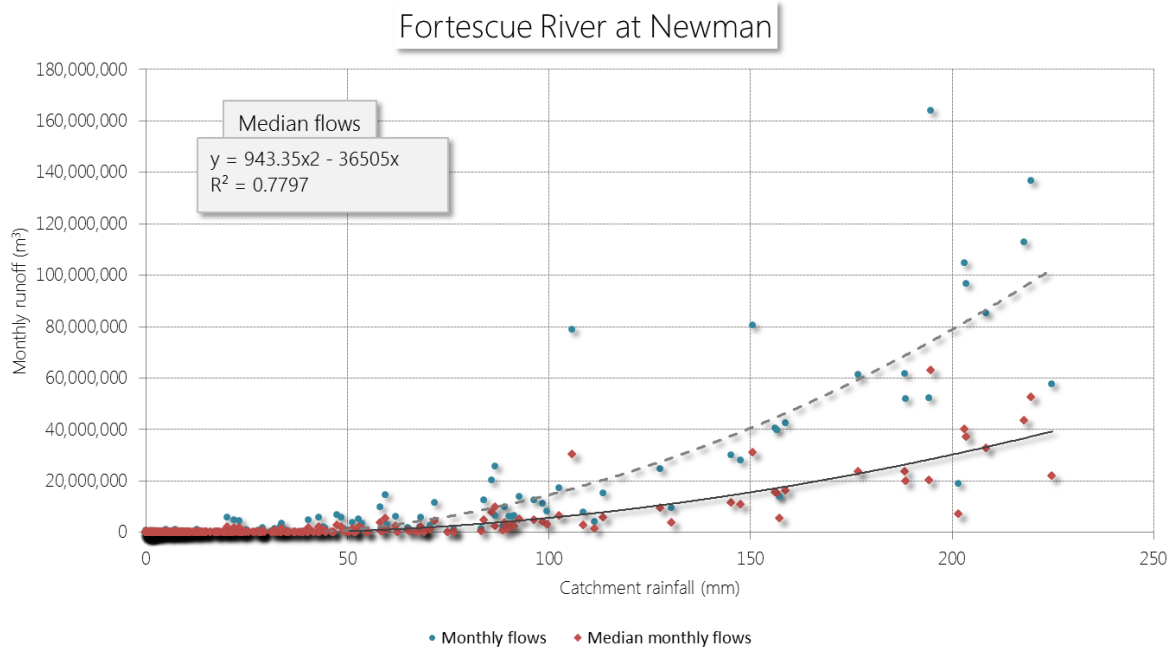 Fortescue River at Newman
180,000,000
160,000,000
140,000,000
120,000,000
100,000,000
80,000,000
60,000,000
40,000,000
20,000,000
0
Monthly runoff (m³)
Median flows
y = 943.35x2 - 36505x
R² = 0.7797
0 50 100 150 200 250
Catchment rainfall (mm)
Monthly flows Median monthly flows